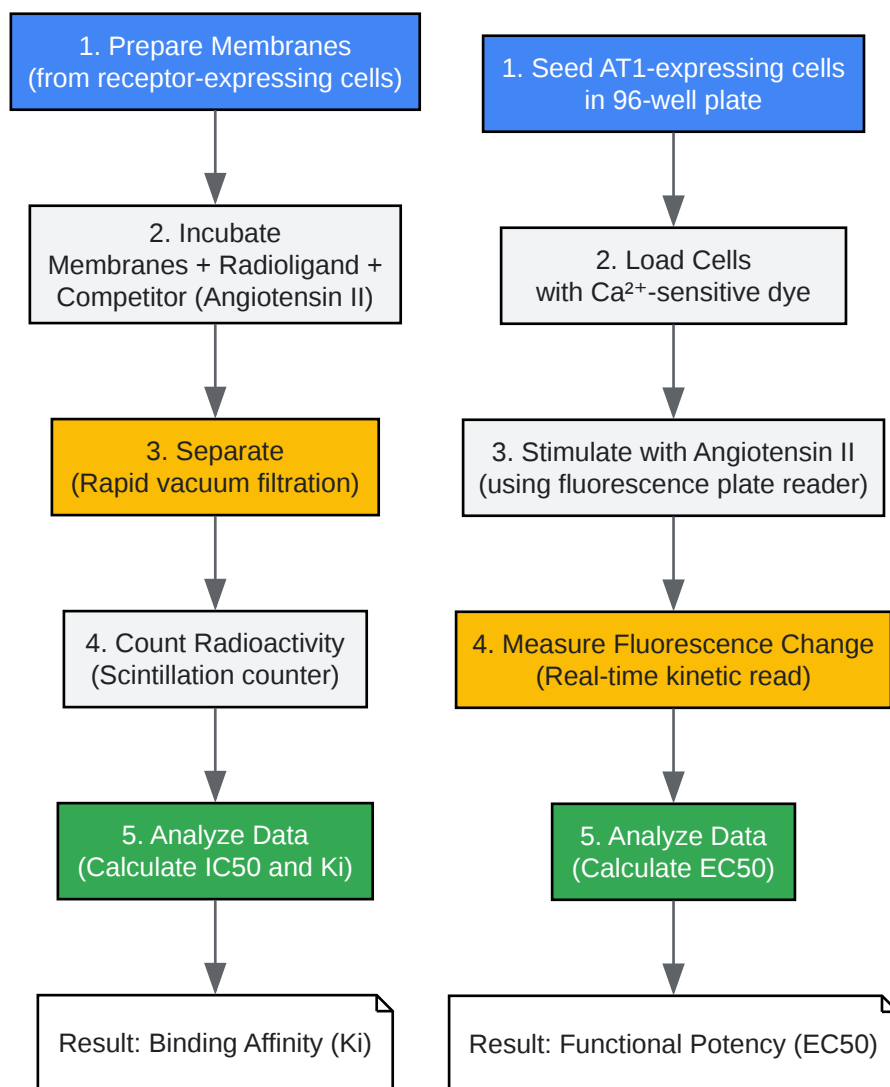 1. Prepare Membranes
(from receptor-expressing cells)
2. Incubate
Membranes + Radioligand +
Competitor (Angiotensin II)
3. Separate
(Rapid vacuum filtration)
4. Count Radioactivity
(Scintillation counter)
5. Analyze Data
(Calculate IC50 and Ki)
Result: Binding Affinity (Ki)
1. Seed AT1-expressing cells
in 96-well plate
2. Load Cells
with Ca²⁺-sensitive dye
3. Stimulate with Angiotensin II
(using fluorescence plate reader)
4. Measure Fluorescence Change
(Real-time kinetic read)
5. Analyze Data
(Calculate EC50)
Result: Functional Potency (EC50)